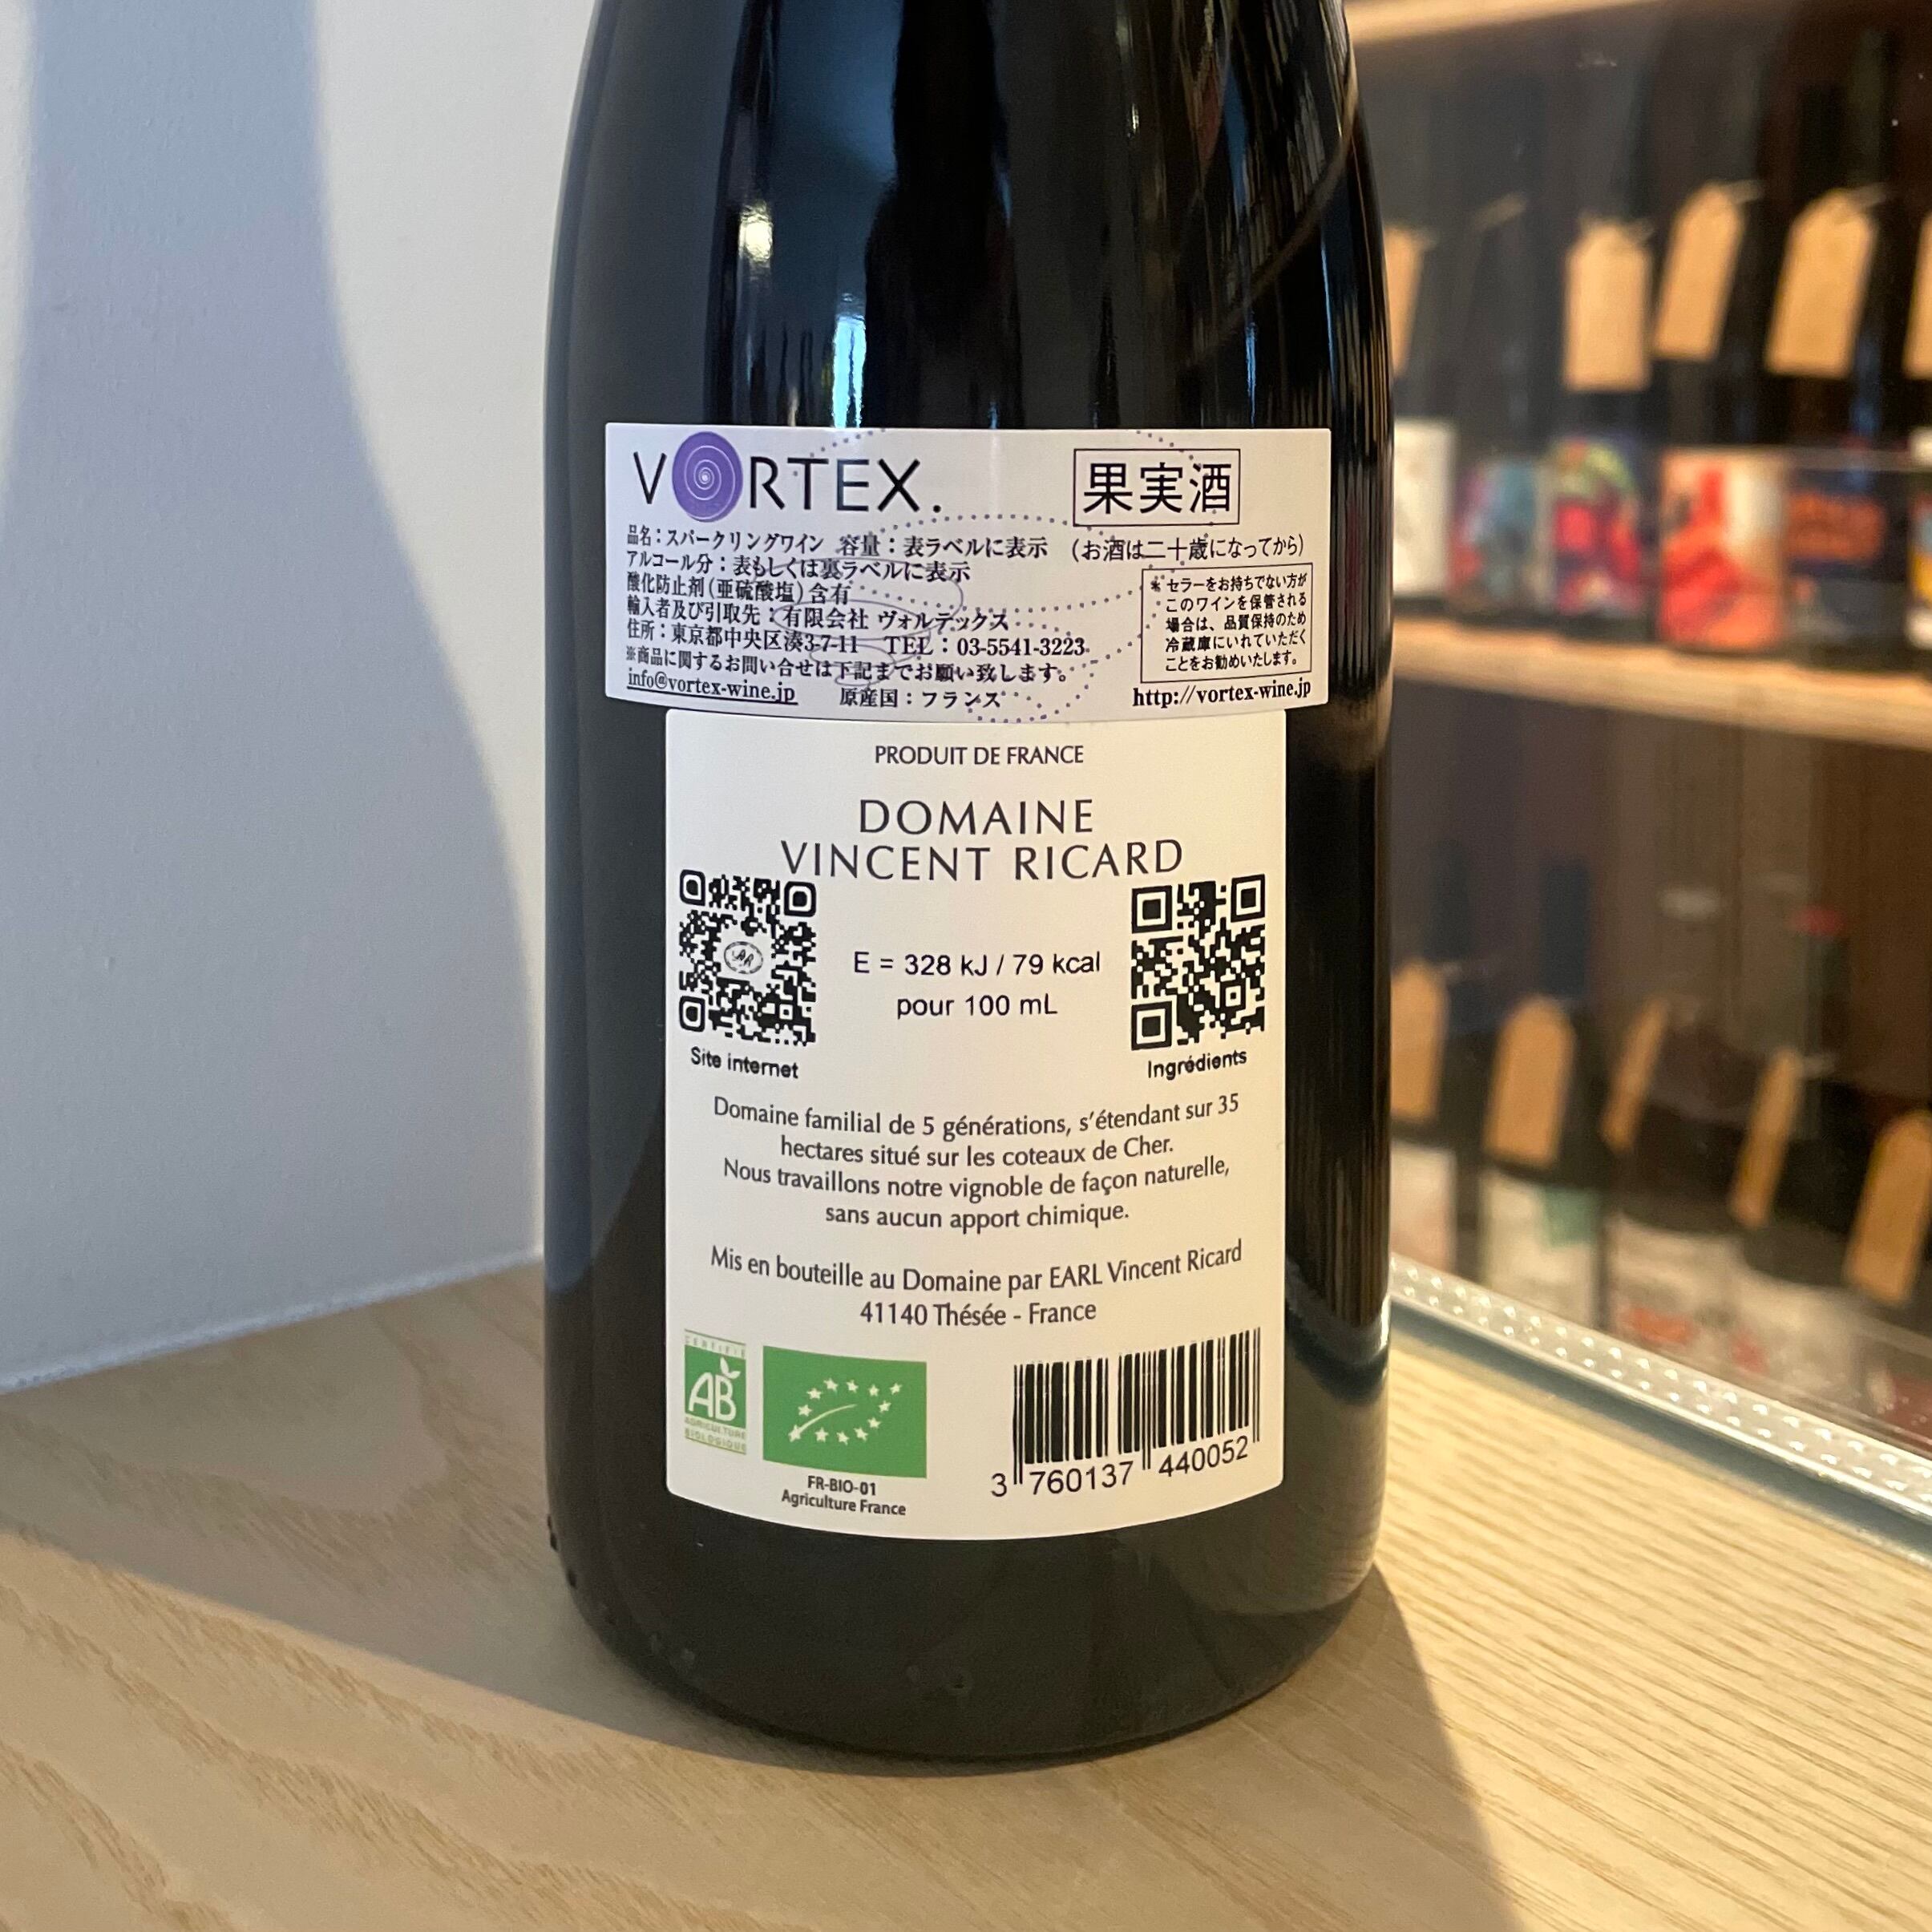 VORTEX.
果実酒
品名：スパークリングワイン 容量：表ラベルに表示 (お酒は二十歳になってから)
アルコール分：表もしくは裏ラベルに表示
酸化防止剤(亜硫酸塩)含有
輸入者及び引取先：有限会社 ヴォルテックス
住所：東京都中央区湊3-7-11 TEL：03-5541-3223
※商品に関するお問い合せは下記までお願い致します。
info@vortex-wine.jp 原産国：フランス
＊セラーをお持ちでない方が
このワインを保管される
場合は、品質保持のため
冷蔵庫にいれていただく
ことをお勧めいたします。
http://vortex-wine.jp
PRODUIT DE FRANCE
DOMAINE
VINCENT RICARD
E = 328 kJ / 79 kcal
pour 100 mL
Site internet
Ingrédients
Domaine familial de 5 générations, s'étendant sur 35
hectares situé sur les coteaux de Cher.
Nous travaillons notre vignoble de façon naturelle,
sans aucun apport chimique.
Mis en bouteille au Domaine par EARL Vincent Ricard
41140 Thésée - France
CERTIFIÉ
AB
AGRICULTURE
BIOLOGIQUE
FR-BIO-01
Agriculture France
3 760137 440052